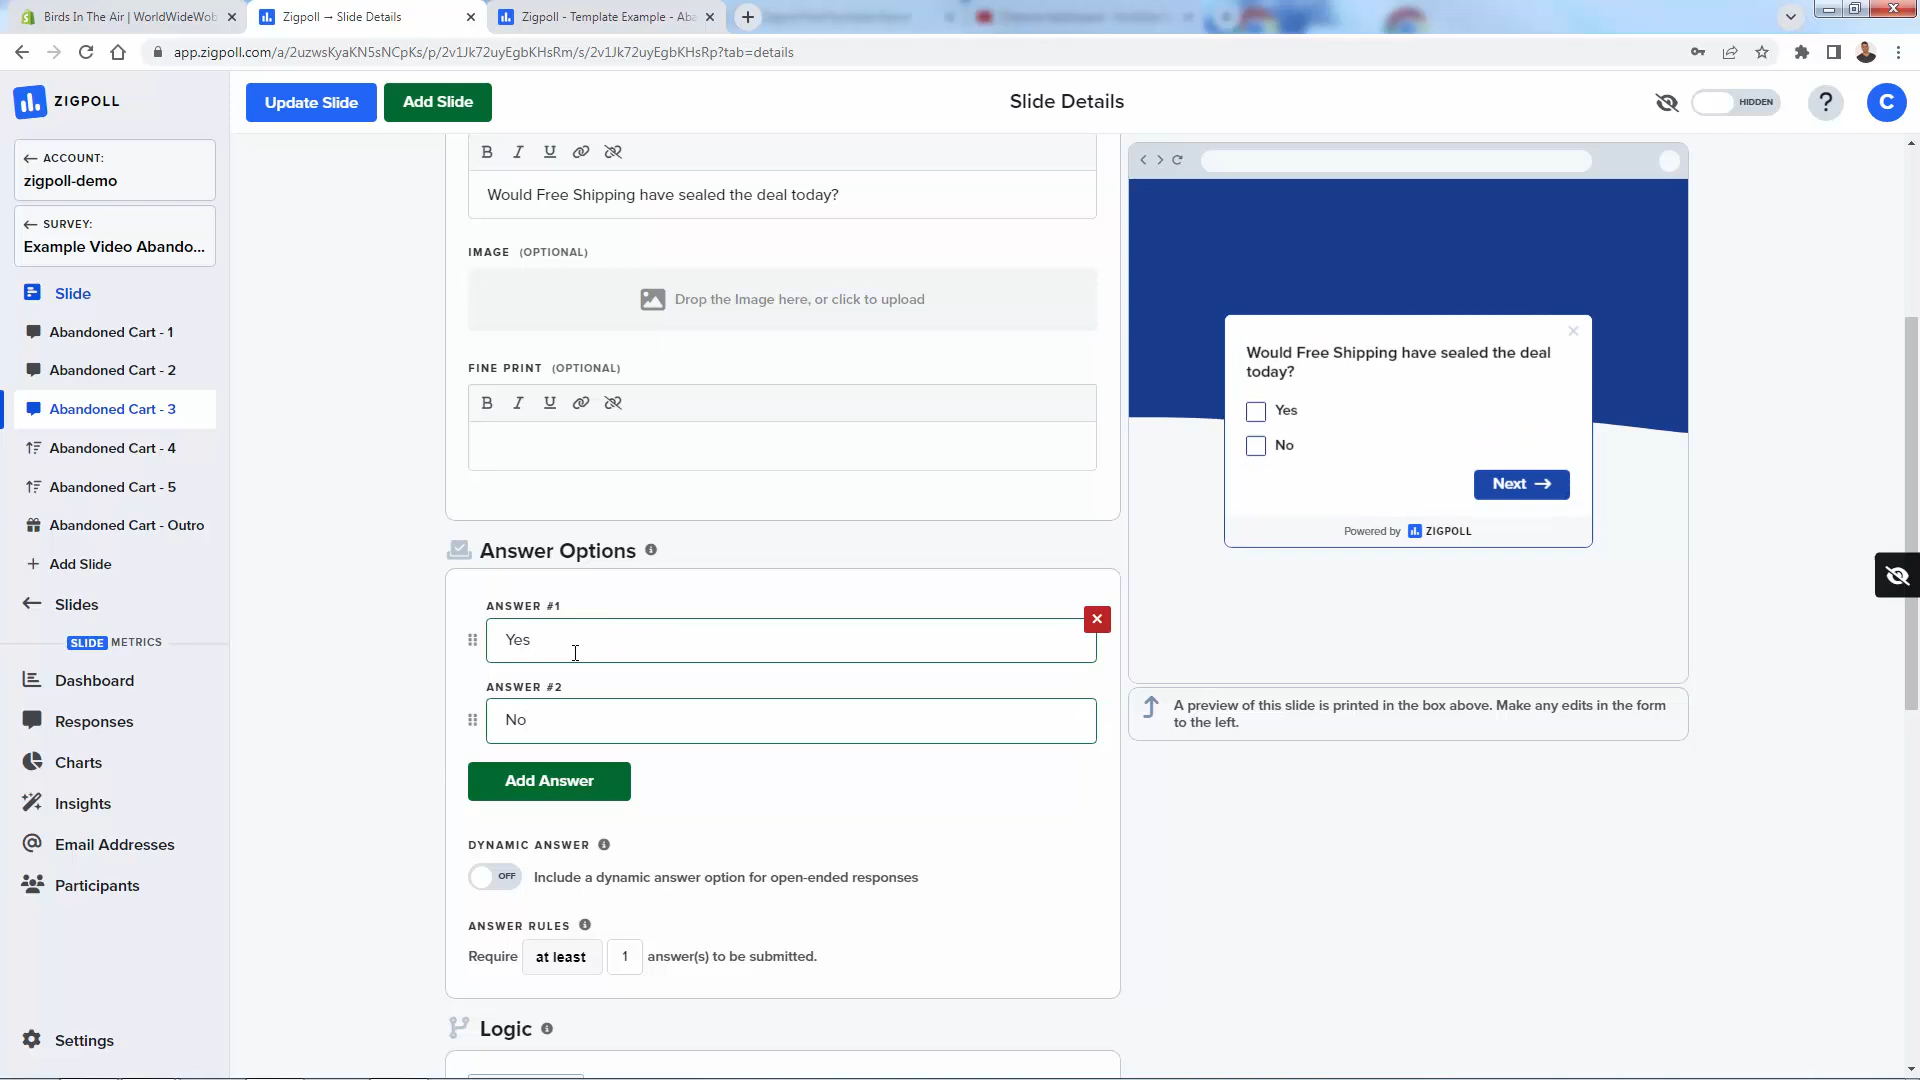 Birds In The Air | WorldWideWob
Zigpoll → Slide Details
Zigpoll - Template Example - Aba
app.zigpoll.com/a/2uzwsKyaKN5sNCpKs/p/2v1Jk72uyEgbKHsRm/s/2v1Jk72uyEgbKHsRp?tab=details
ZIGPOLL
Update Slide
Add Slide
Slide Details
HIDDEN
?
C
ACCOUNT:
zigpoll-demo
SURVEY:
Example Video Abando...
Slide
Abandoned Cart - 1
Abandoned Cart - 2
Abandoned Cart - 3
Abandoned Cart - 4
Abandoned Cart - 5
Abandoned Cart - Outro
Add Slide
Slides
SLIDE METRICS
Dashboard
Responses
Charts
Insights
Email Addresses
Participants
Settings
B I U
Would Free Shipping have sealed the deal today?
IMAGE (OPTIONAL)
Drop the Image here, or click to upload
FINE PRINT (OPTIONAL)
B I U
Answer Options
ANSWER #1
Yes
ANSWER #2
No
Add Answer
DYNAMIC ANSWER
OFF Include a dynamic answer option for open-ended responses
ANSWER RULES
Require at least 1 answer(s) to be submitted.
Logic
Would Free Shipping have sealed the deal
today?
Yes
No
Next →
Powered by ZIGPOLL
A preview of this slide is printed in the box above. Make any edits in the form
to the left.